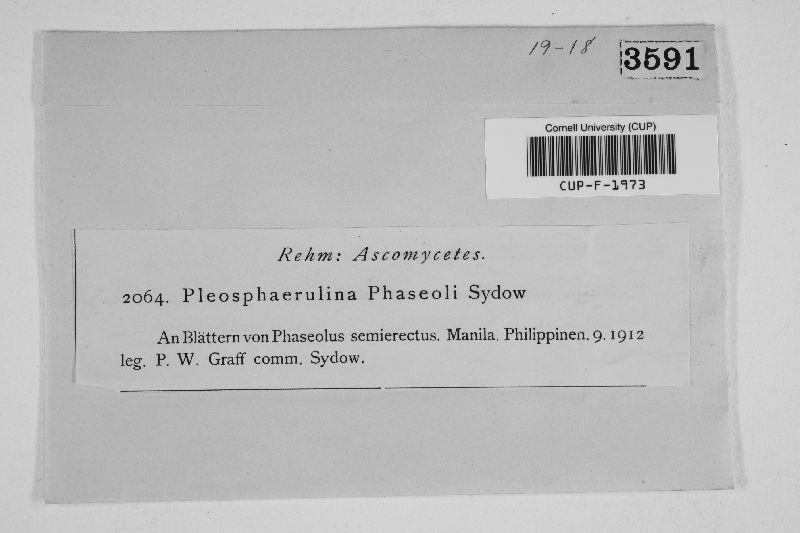 19-18
3591
Cornell University (CUP)
CUP-F-1973
Rehm: Ascomycetes.
2064. Pleosphaerulina Phaseoli Sydow
An Blättern von Phaseolus semierectus. Manila. Philippinen. 9. 1912
leg. P. W. Graff comm. Sydow.